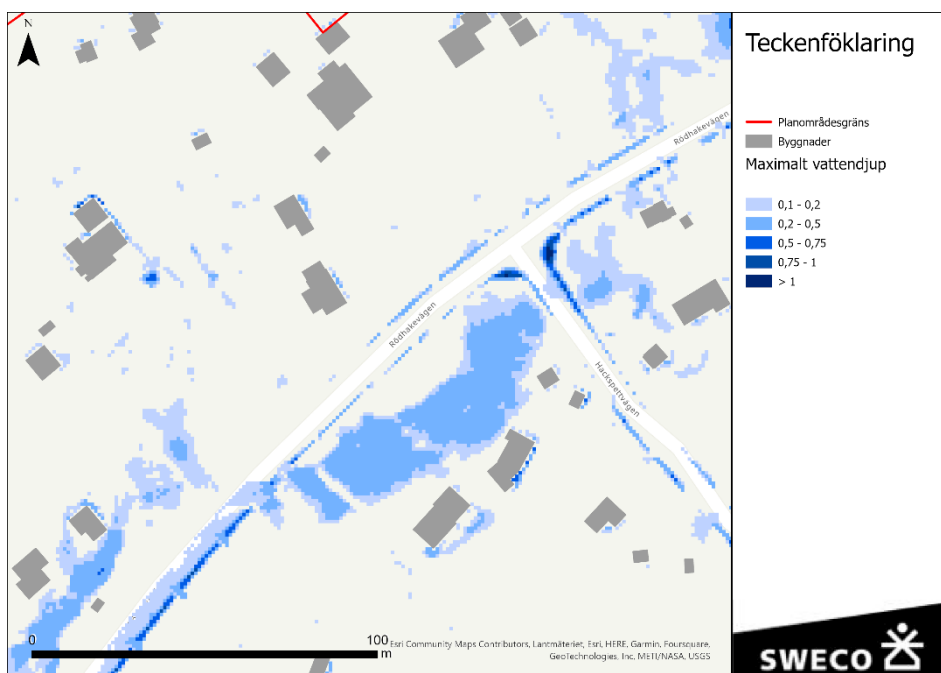 N
Rödhakevägen
Rödhakevägen
Hackspettvägen
0
100
m
Esri Community Maps Contributors, Lantmäteriet, Esri, HERE, Garmin, Foursquare,
GeoTechnologies, Inc, METI/NASA, USGS
Teckenföklaring
Planområdesgräns
Byggnader
Maximalt vattendjup
0,1 - 0,2
0,2 - 0,5
0,5 - 0,75
0,75 - 1
> 1
SWECO